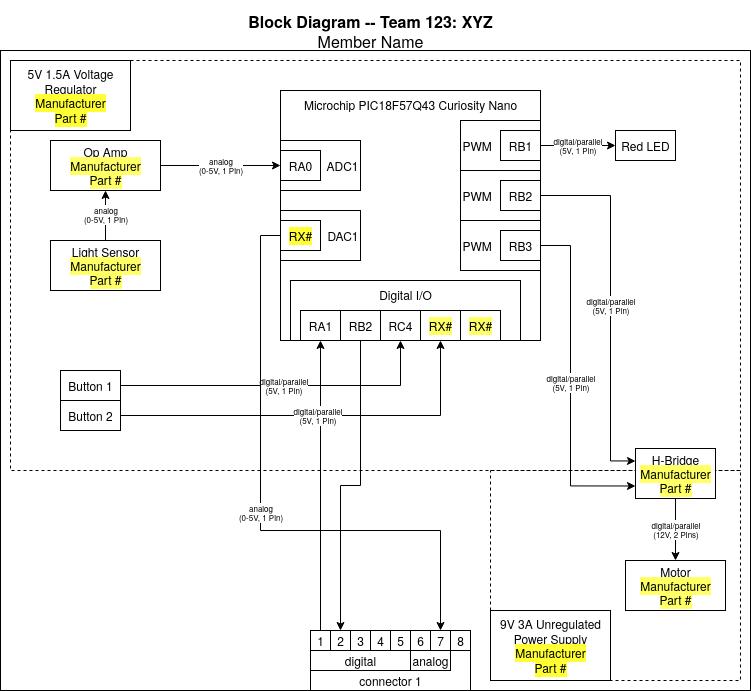 Block Diagram -- Team 123: XYZ
Member Name
5V 1.5A Voltage
Regulator
Manufacturer
Part #
Microchip PIC18F57Q43 Curiosity Nano
Op Amp
Manufacturer
Part #
analog
(0-5V, 1 Pin)
RA0 ADC1
PWM RB1
digital/parallel
(5V, 1 Pin)
Red LED
analog
(0-5V, 1 Pin)
PWM RB2
Light Sensor
Manufacturer
Part #
RX# DAC1
PWM RB3
Digital I/O
RA1 RB2 RC4 RX# RX#
digital/parallel
(5V, 1 Pin)
Button 1
digital/parallel
(5V, 1 Pin)
digital/parallel
(5V, 1 Pin)
Button 2
digital/parallel
(5V, 1 Pin)
H-Bridge
Manufacturer
Part #
analog
(0-5V, 1 Pin)
digital/parallel
(12V, 2 Pins)
Motor
Manufacturer
Part #
9V 3A Unregulated
Power Supply
Manufacturer
Part #
1 2 3 4 5 6 7 8
digital analog
connector 1